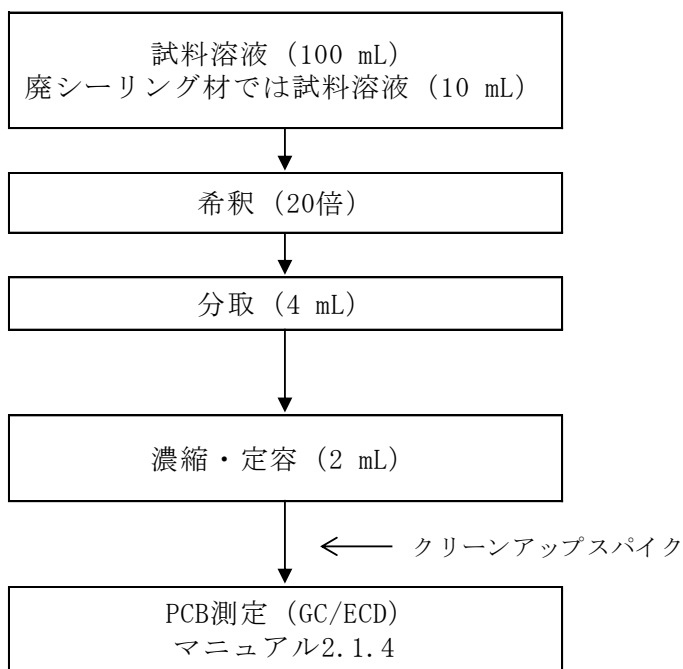 試料溶液 (100 mL)
廃シーリング材では試料溶液 (10 mL)
希釈 (20倍)
分取 (4 mL)
濃縮・定容 (2 mL)
クリーンアップスパイク
PCB測定 (GC/ECD)
マニュアル2.1.4